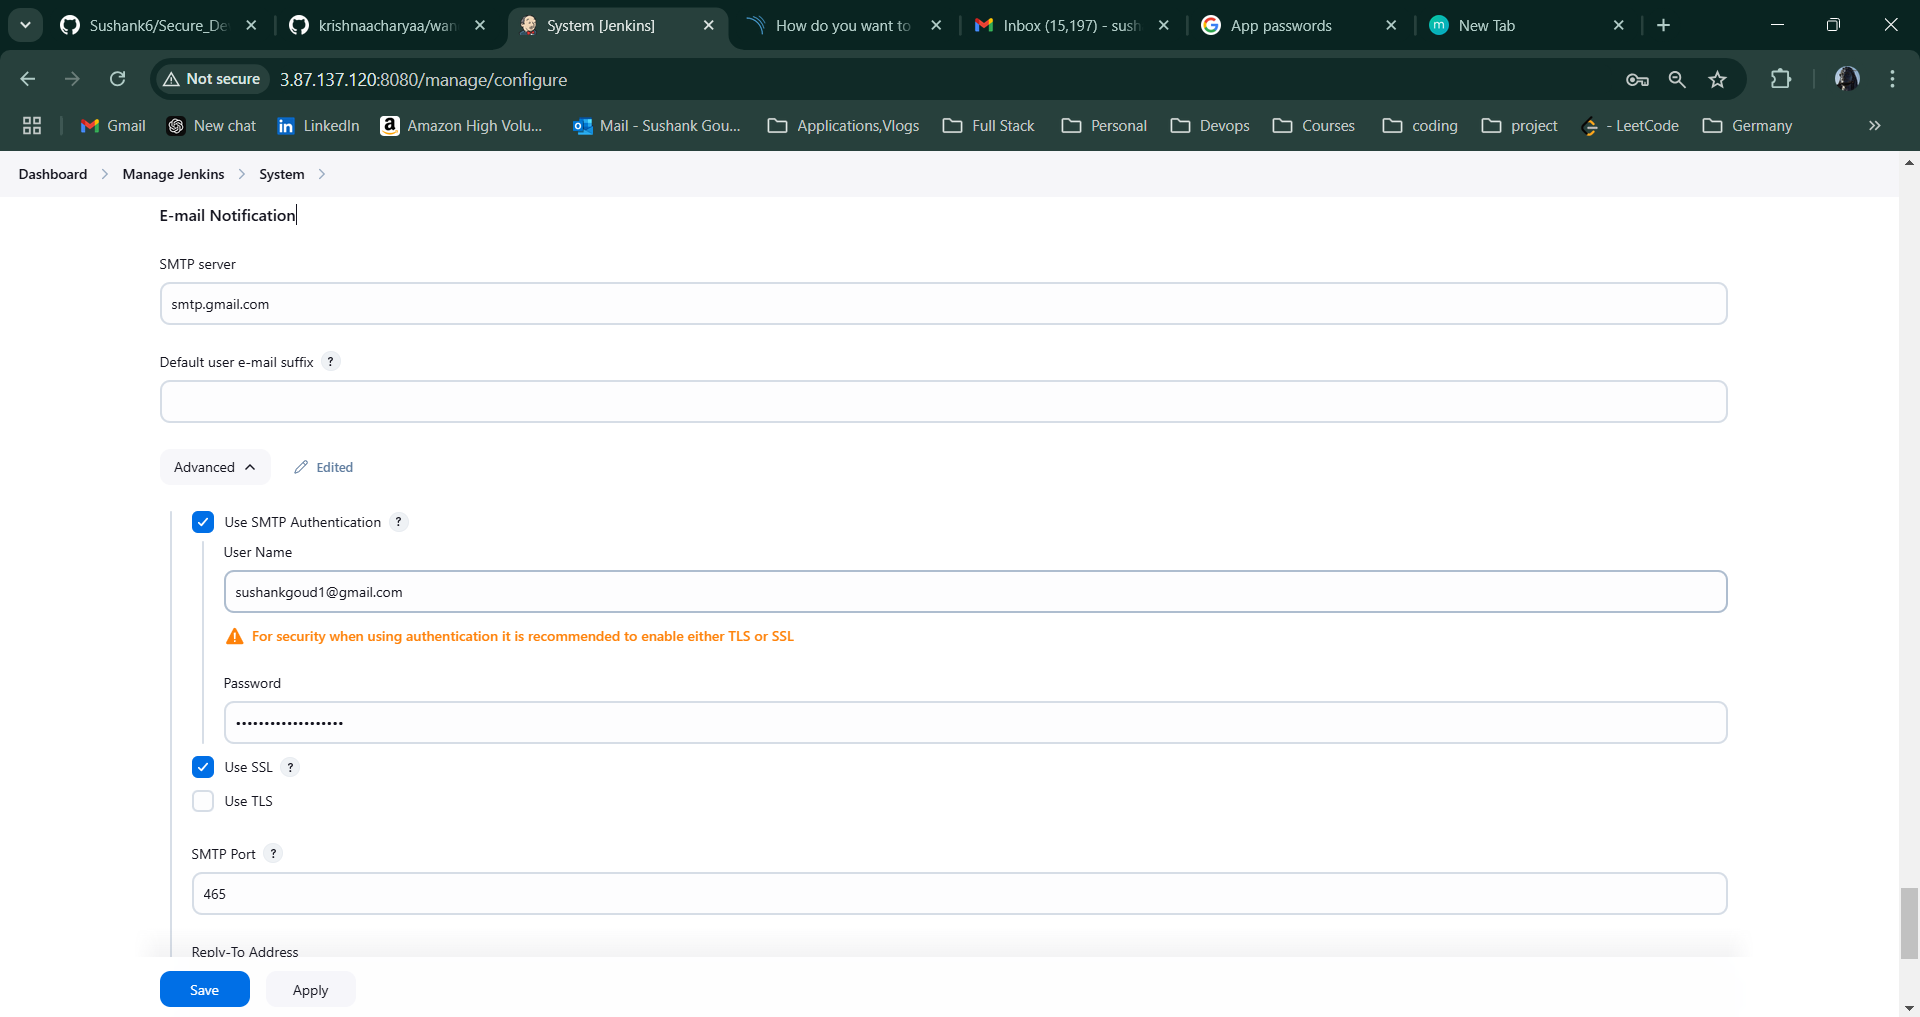 Sushank6/Secure_De
krishnaacharyaa/wan
System [Jenkins]
How do you want to
Inbox (15,197) - sush
App passwords
New Tab
Not secure
3.87.137.120:8080/manage/configure
Gmail
New chat
LinkedIn
Amazon High Volu...
Mail - Sushank Gou...
Applications,Vlogs
Full Stack
Personal
Devops
Courses
coding
project
- LeetCode
Germany
Dashboard
Manage Jenkins
System
E-mail Notification
SMTP server
smtp.gmail.com
Default user e-mail suffix ?
Advanced
Edited
Use SMTP Authentication ?
User Name
sushankgoud1@gmail.com
For security when using authentication it is recommended to enable either TLS or SSL
Password
•••••••••••••••••••
Use SSL ?
Use TLS
SMTP Port ?
465
Reply-To Address
Save
Apply